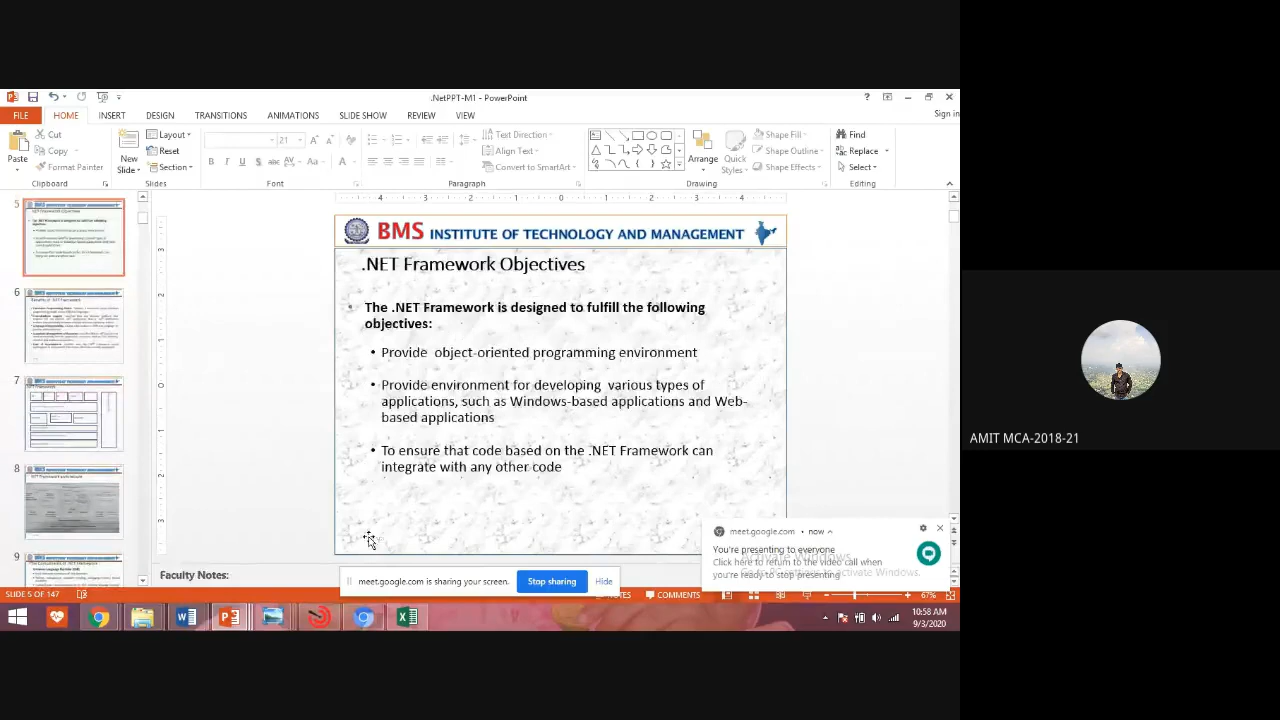 .NetPPT-M1 - PowerPoint
Sign in
FILE HOME INSERT DESIGN TRANSITIONS ANIMATIONS SLIDE SHOW REVIEW VIEW
Paste
Cut
Copy
Format Painter
Clipboard
New Slide
Layout
Reset
Section
Slides
21
Font
Text Direction
Align Text
Convert to SmartArt
Paragraph
Arrange
Quick Styles
Shape Fill
Shape Outline
Shape Effects
Drawing
Find
Replace
Select
Editing
5
6
7
8
9
BMS INSTITUTE OF TECHNOLOGY AND MANAGEMENT
.NET Framework Objectives
The .NET Framework is designed to fulfill the following
objectives:
• Provide object-oriented programming environment
• Provide environment for developing various types of
applications, such as Windows-based applications and Web-
based applications
• To ensure that code based on the .NET Framework can
integrate with any other code
Faculty Notes:
meet.google.com • now
You're presenting to everyone
Click here to return to the video call when
you're ready to stop presenting
meet.google.com is sharing your
Stop sharing
Hide
SLIDE 5 OF 147
NOTES
COMMENTS
67%
10:58 AM
9/3/2020
AMIT MCA-2018-21